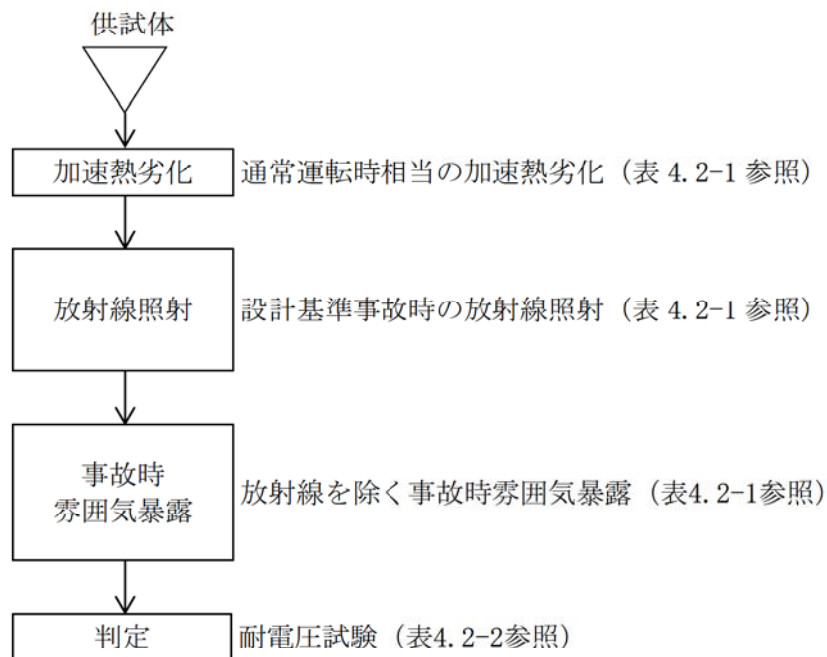 供試体
加速熱劣化 通常運転時相当の加速熱劣化（表 4.2-1 参照）
放射線照射 設計基準事故時の放射線照射（表 4.2-1 参照）
事故時
雰囲気暴露 放射線を除く事故時雰囲気暴露（表4.2-1参照）
判定 耐電圧試験（表4.2-2参照）